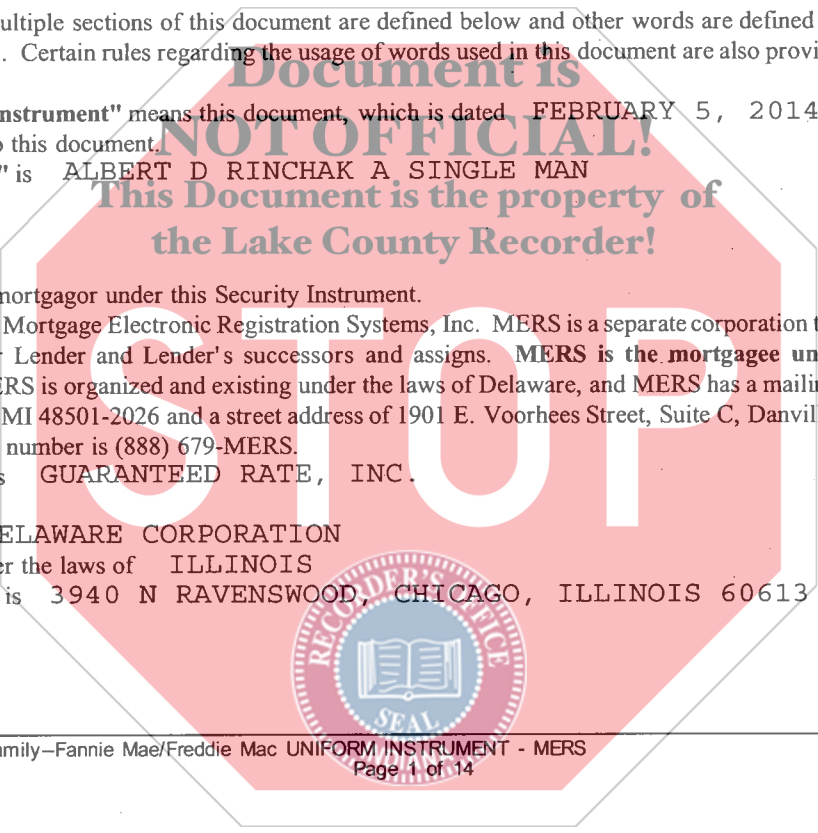 ultiple sections of this document are defined below and other words are defined
. Certain rules regarding the usage of words used in this document are also provi
Document is
nstrument" means this document, which is dated FEBRUARY 5, 2014
NOT OFFICIAL!
o this document.
" is ALBERT D RINCHAK A SINGLE MAN
This Document is the property of
the Lake County Recorder!
mortgagor under this Security Instrument.
Mortgage Electronic Registration Systems, Inc. MERS is a separate corporation t
r Lender and Lender's successors and assigns. MERS is the mortgagee un
ERS is organized and existing under the laws of Delaware, and MERS has a mailin
MI 48501-2026 and a street address of 1901 E. Voorhees Street, Suite C, Danvil
number is (888) 679-MERS.
STOP
s GUARANTEED RATE, INC.
ELAWARE CORPORATION
er the laws of ILLINOIS
is 3940 N RAVENSWOOD, CHICAGO, ILLINOIS 60613
RECORDER'S OFFICE
SEAL
amily–Fannie Mae/Freddie Mac UNIFORM INSTRUMENT - MERS
Page 1 of 14